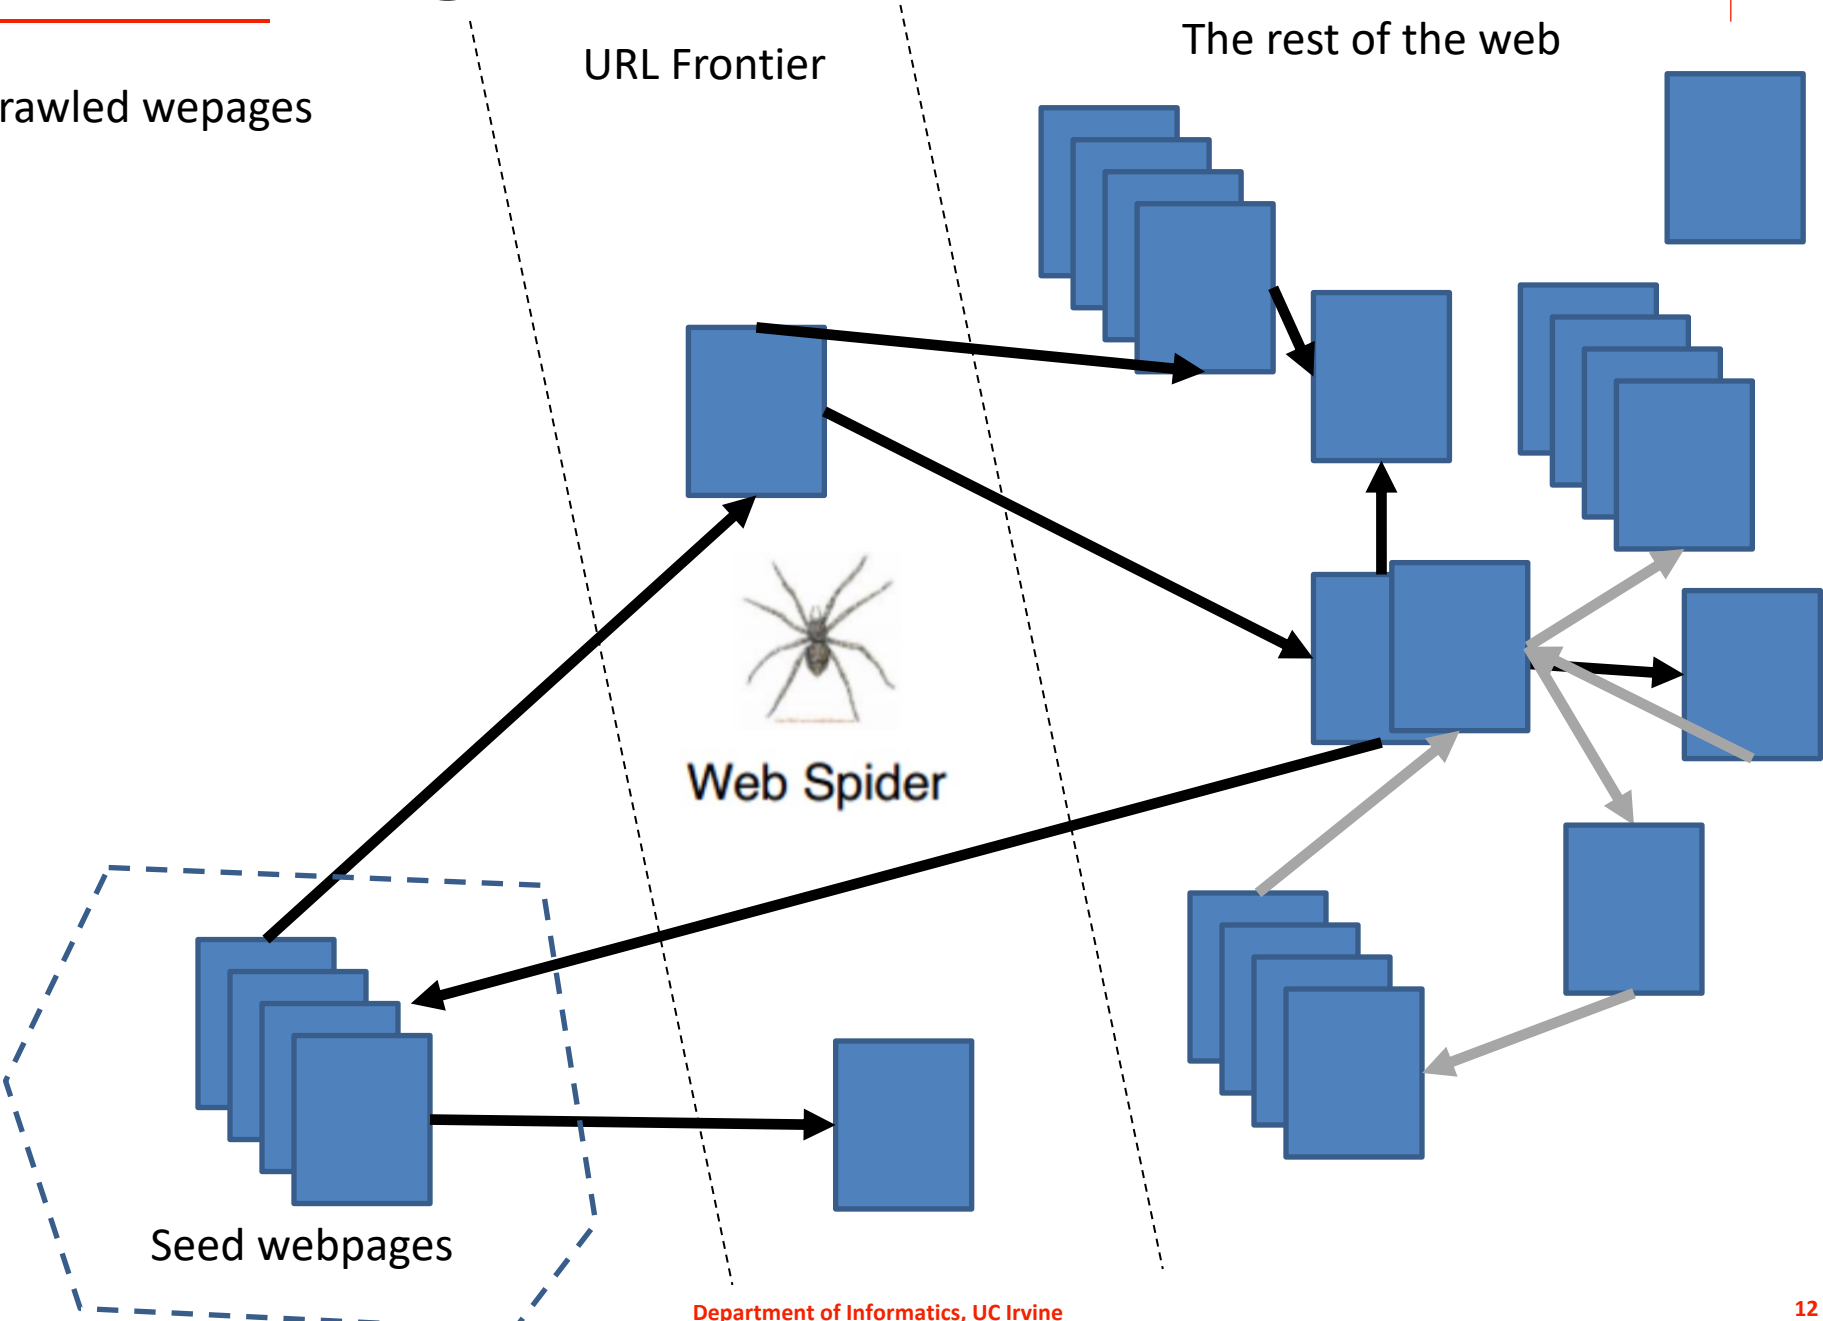 The rest of the web
URL Frontier
rawled wepages
Web Spider
Seed webpages
Department of Informatics, UC Irvine
12